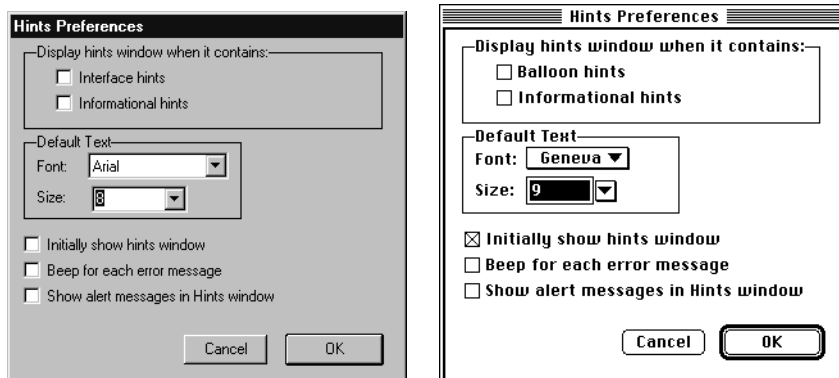 Hints Preferences
Display hints window when it contains:
Interface hints
Informational hints
Default Text
Font: Arial
Size: 8
Initially show hints window
Beep for each error message
Show alert messages in Hints window
Cancel OK
Hints Preferences
Display hints window when it contains:
Balloon hints
Informational hints
Default Text
Font: Geneva
Size: 9
Initially show hints window
Beep for each error message
Show alert messages in Hints window
Cancel OK